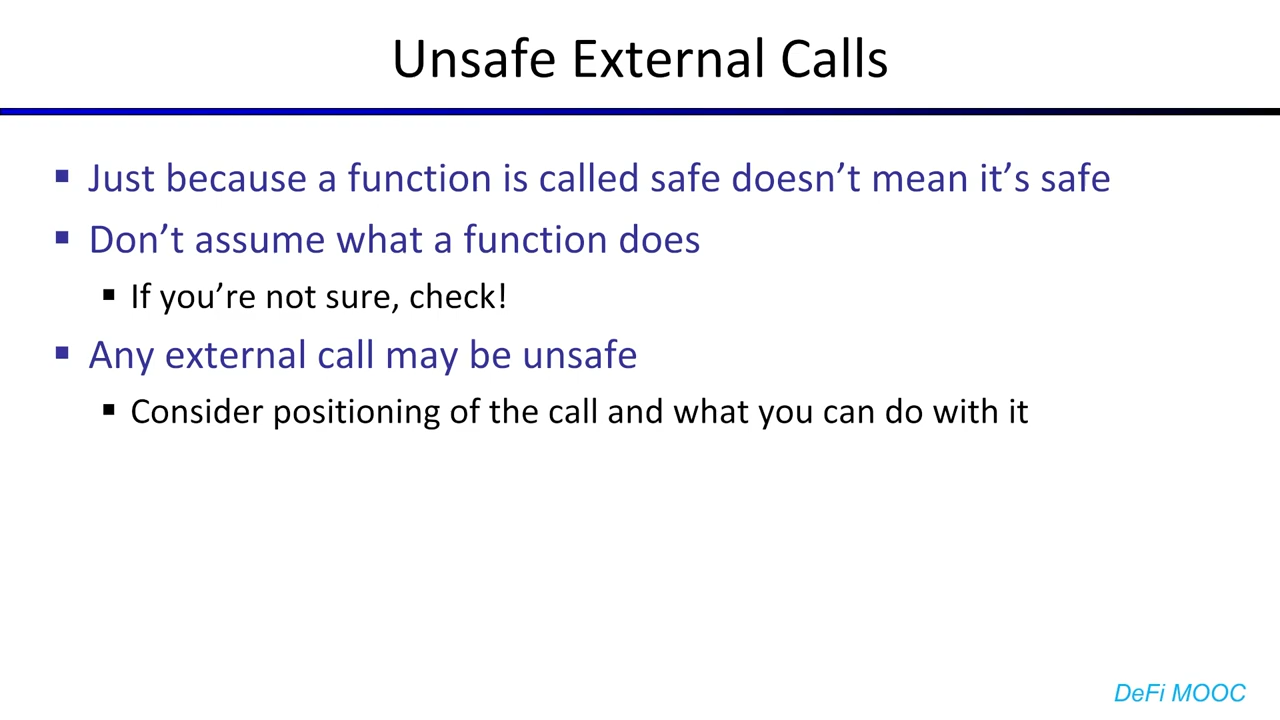 Unsafe External Calls
▪ Just because a function is called safe doesn’t mean it’s safe
▪ Don’t assume what a function does
▪ If you’re not sure, check!
▪ Any external call may be unsafe
▪ Consider positioning of the call and what you can do with it
DeFi MOOC